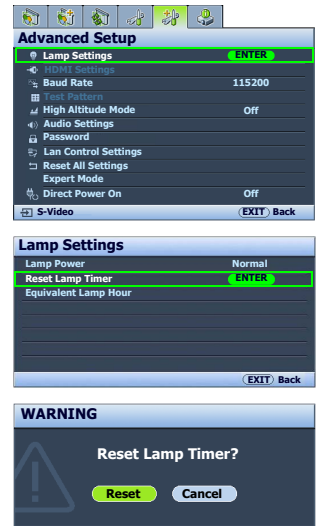 Advanced Setup
Lamp Settings ENTER
HDMI Settings
Baud Rate 115200
Test Pattern
High Altitude Mode Off
Audio Settings
Password
Lan Control Settings
Reset All Settings
Expert Mode
Direct Power On Off
S-Video EXIT Back
Lamp Settings
Lamp Power Normal
Reset Lamp Timer ENTER
Equivalent Lamp Hour
EXIT Back
WARNING
Reset Lamp Timer?
Reset Cancel